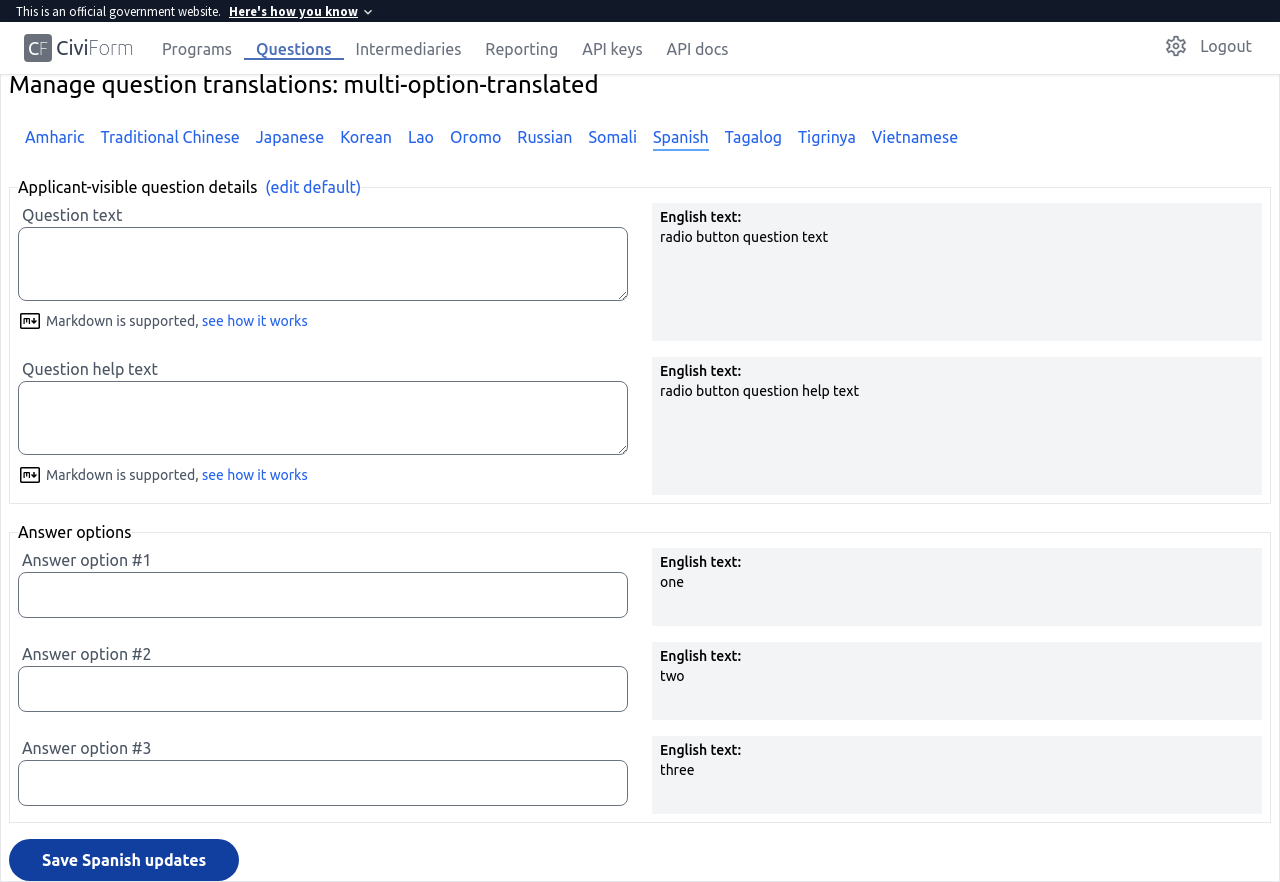 This is an official government website. Here's how you know
CF CiviForm Programs Questions Intermediaries Reporting API keys API docs Logout
Manage question translations: multi-option-translated
Amharic Traditional Chinese Japanese Korean Lao Oromo Russian Somali Spanish Tagalog Tigrinya Vietnamese
Applicant-visible question details (edit default)
Question text
English text:
radio button question text
Markdown is supported, see how it works
Question help text
English text:
radio button question help text
Markdown is supported, see how it works
Answer options
Answer option #1
English text:
one
Answer option #2
English text:
two
Answer option #3
English text:
three
Save Spanish updates